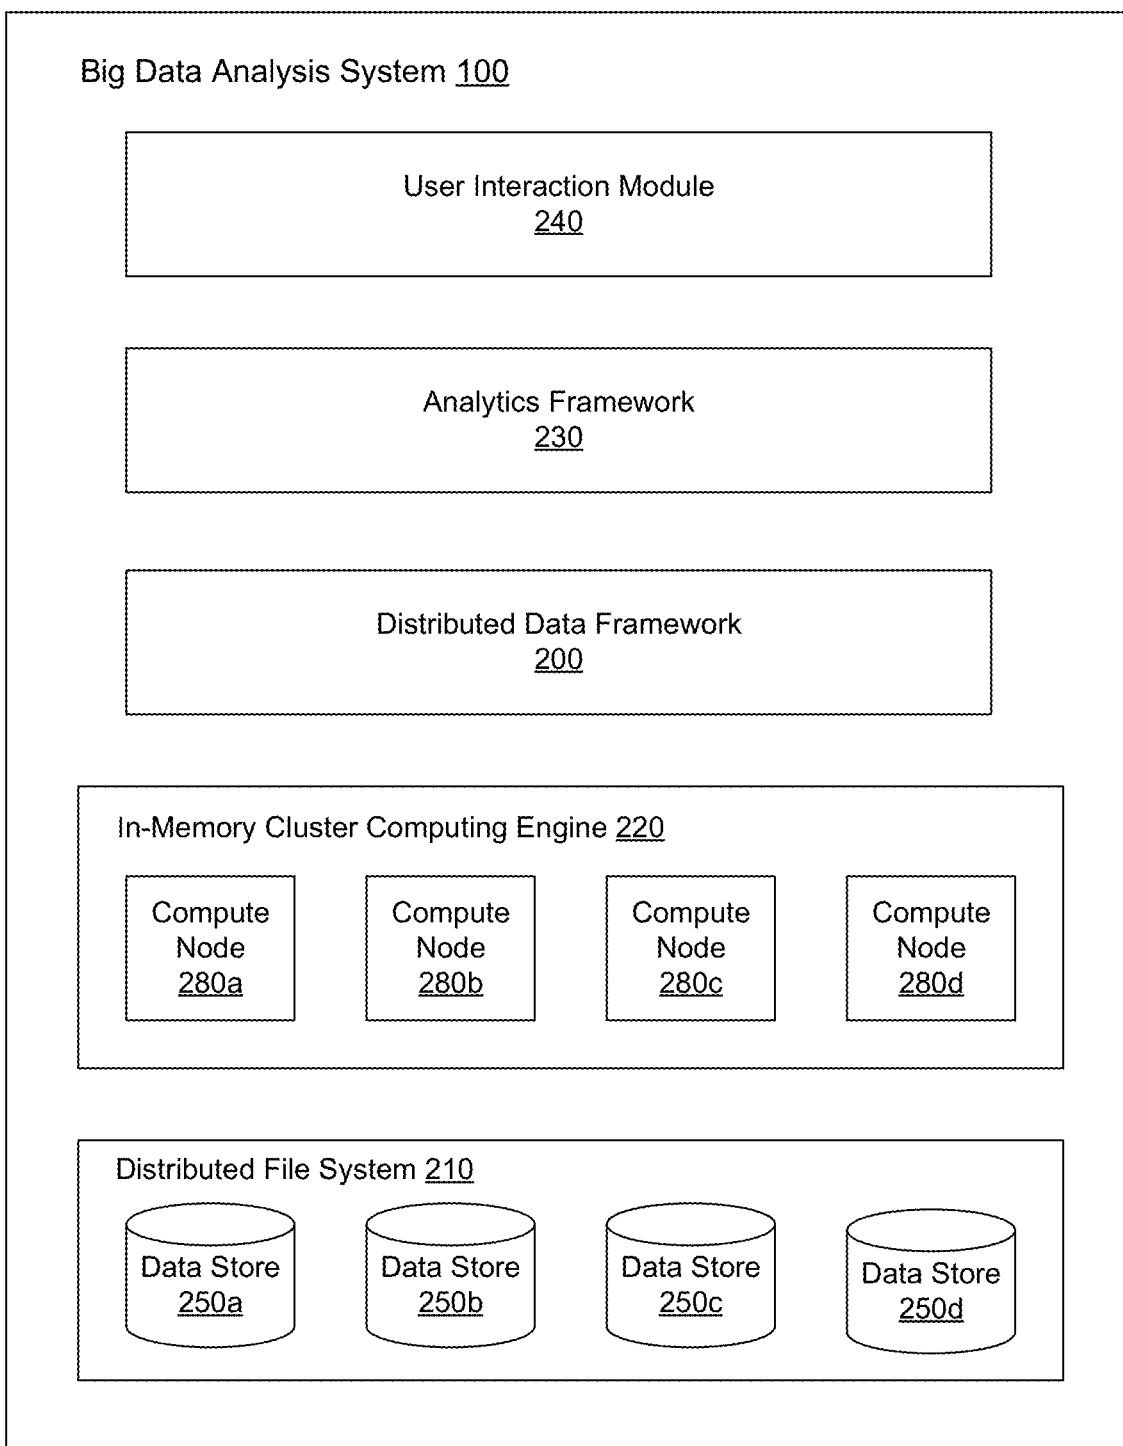 Big Data Analysis System 100
User Interaction Module
240
Analytics Framework
230
Distributed Data Framework
200
In-Memory Cluster Computing Engine 220
Compute
Node
280a
Compute
Node
280b
Compute
Node
280c
Compute
Node
280d
Distributed File System 210
Data Store
250a
Data Store
250b
Data Store
250c
Data Store
250d